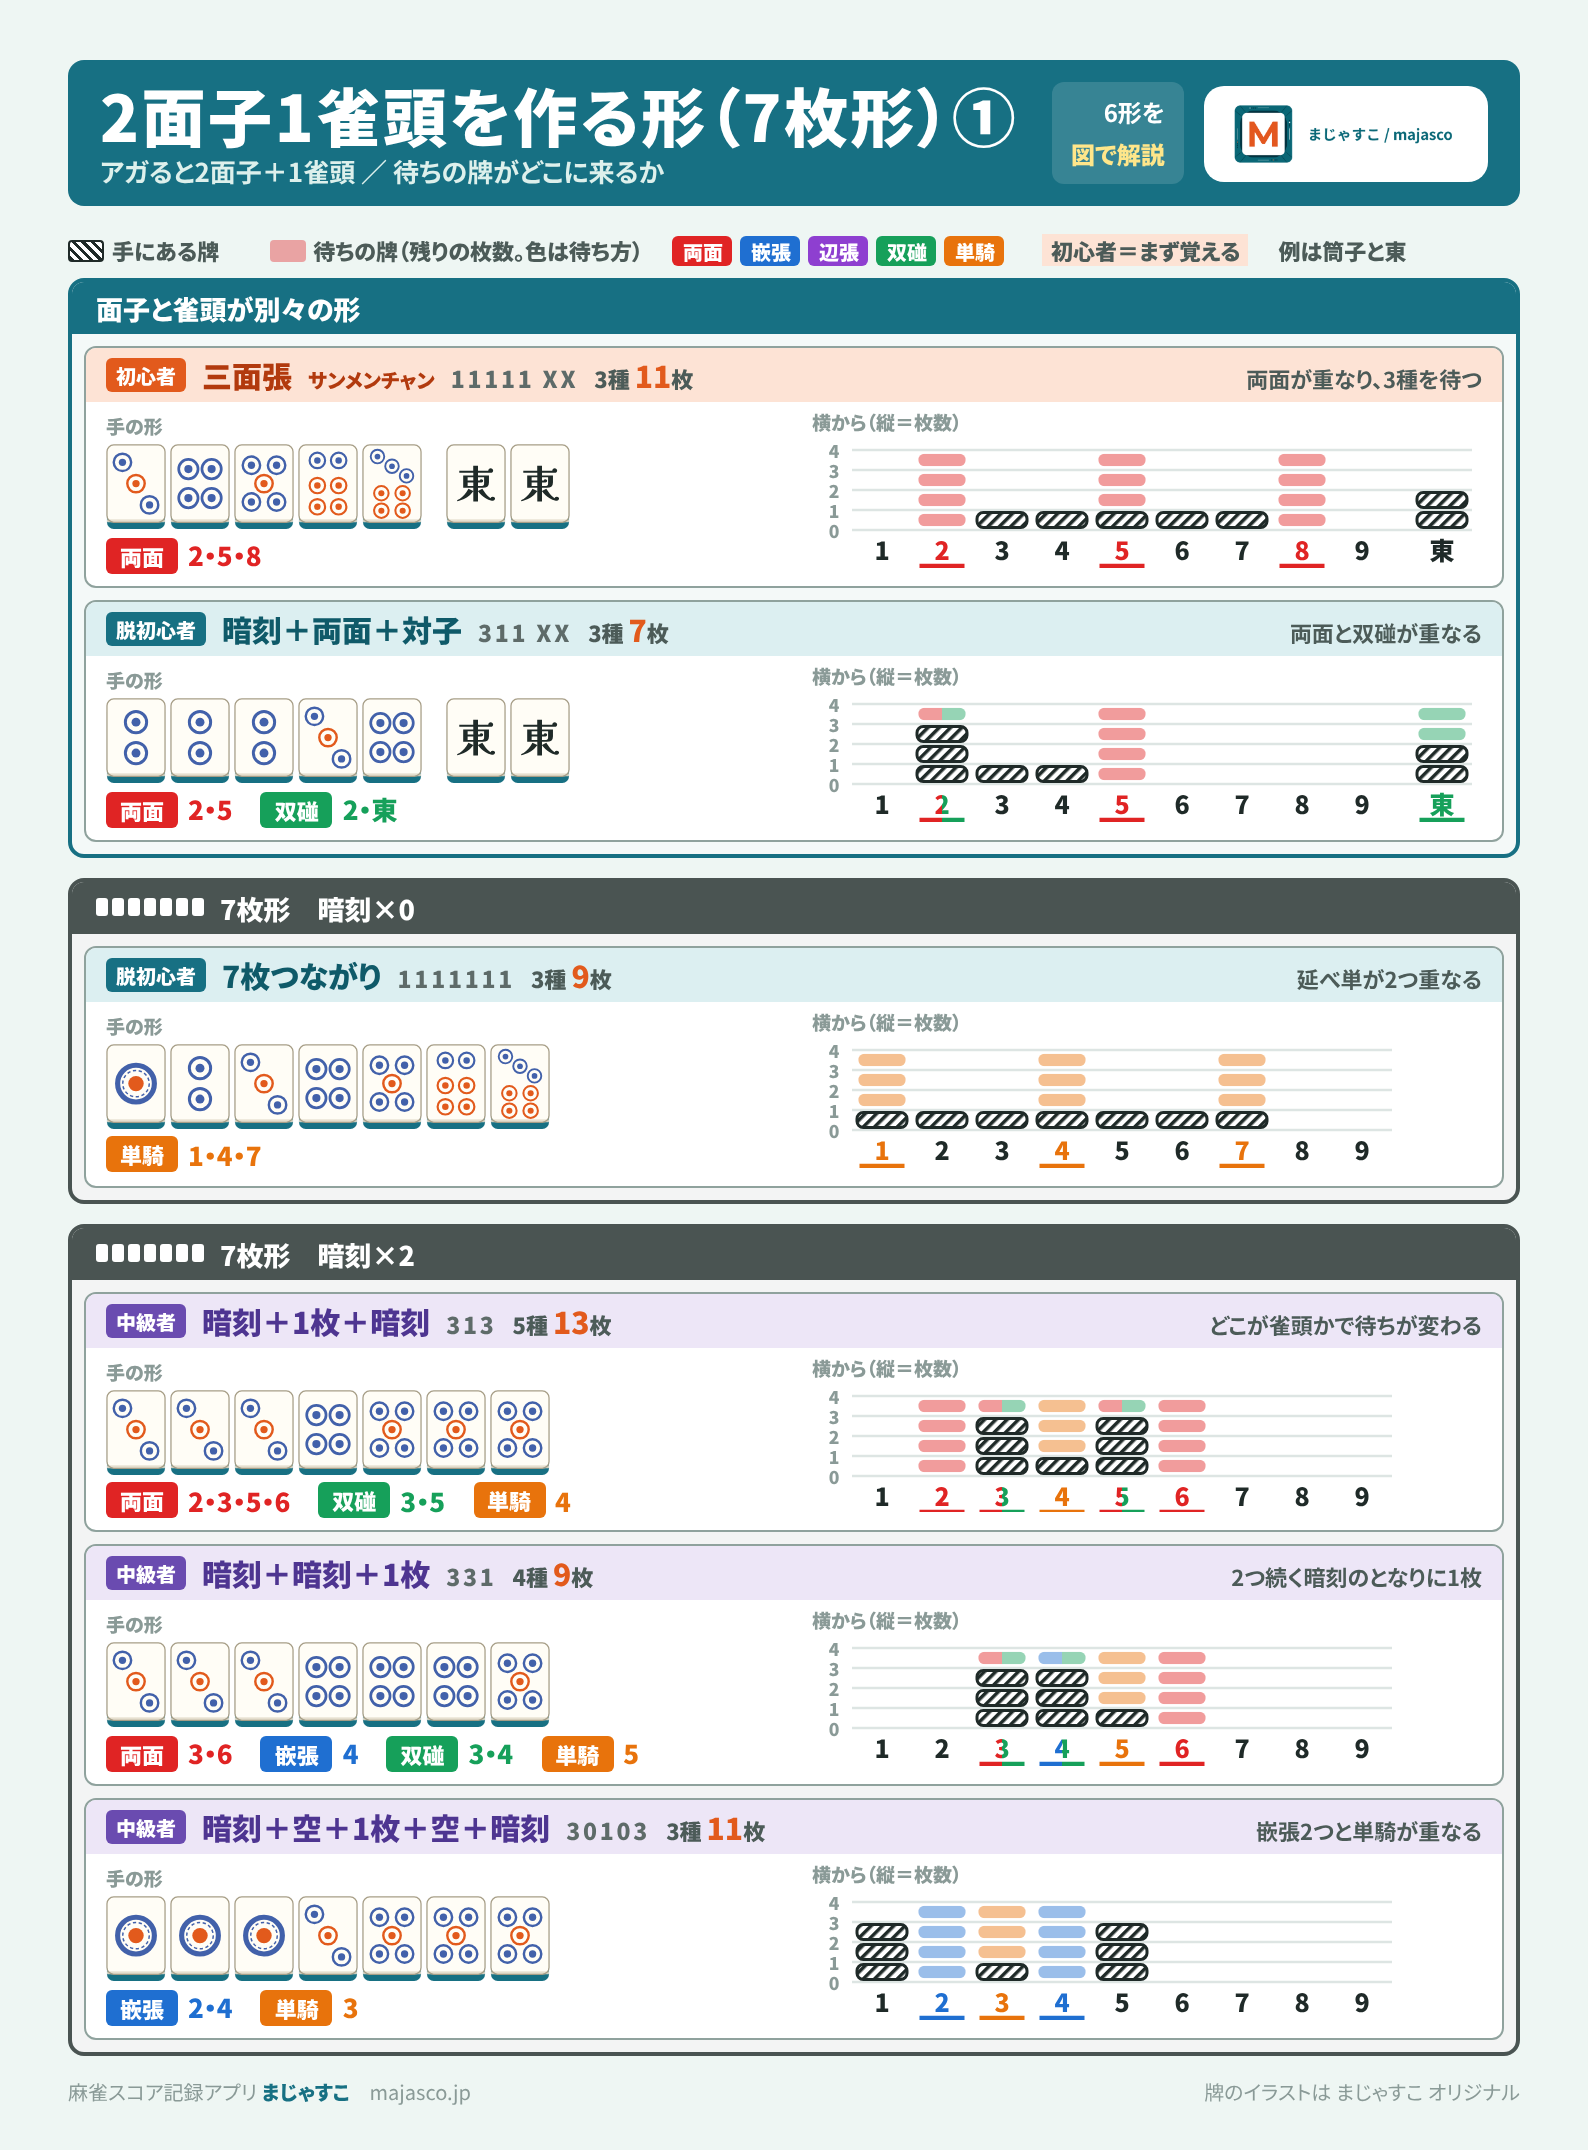 2面子1雀頭を作る形（7枚形）①
アガると2面子＋1雀頭 ／ 待ちの牌がどこに来るか
6形を
図で解説
M
まじゃすこ / majasco
手にある牌
待ちの牌（残りの枚数。色は待ち方）
両面 嵌張 辺張 双碰 単騎
初心者＝まず覚える
例は筒子と東
面子と雀頭が別々の形
初心者 三面張 サンメンチャン 11111 XX 3種 11枚
両面が重なり、3種を待つ
手の形
東 東
両面 2・5・8
横から（縦＝枚数）
4
3
2
1
0
1 2 3 4 5 6 7 8 9 東
脱初心者 暗刻＋両面＋対子 311 XX 3種 7枚
両面と双碰が重なる
手の形
東 東
両面 2・5 双碰 2・東
横から（縦＝枚数）
4
3
2
1
0
1 2 3 4 5 6 7 8 9 東
7枚形　暗刻×0
脱初心者 7枚つながり 1111111 3種 9枚
延べ単が2つ重なる
手の形
単騎 1・4・7
横から（縦＝枚数）
4
3
2
1
0
1 2 3 4 5 6 7 8 9
7枚形　暗刻×2
中級者 暗刻＋1枚＋暗刻 313 5種 13枚
どこが雀頭かで待ちが変わる
手の形
両面 2・3・5・6 双碰 3・5 単騎 4
横から（縦＝枚数）
4
3
2
1
0
1 2 3 4 5 6 7 8 9
中級者 暗刻＋暗刻＋1枚 331 4種 9枚
2つ続く暗刻のとなりに1枚
手の形
両面 3・6 嵌張 4 双碰 3・4 単騎 5
横から（縦＝枚数）
4
3
2
1
0
1 2 3 4 5 6 7 8 9
中級者 暗刻＋空＋1枚＋空＋暗刻 30103 3種 11枚
嵌張2つと単騎が重なる
手の形
嵌張 2・4 単騎 3
横から（縦＝枚数）
4
3
2
1
0
1 2 3 4 5 6 7 8 9
麻雀スコア記録アプリ まじゃすこ majasco.jp
牌のイラストは まじゃすこ オリジナル